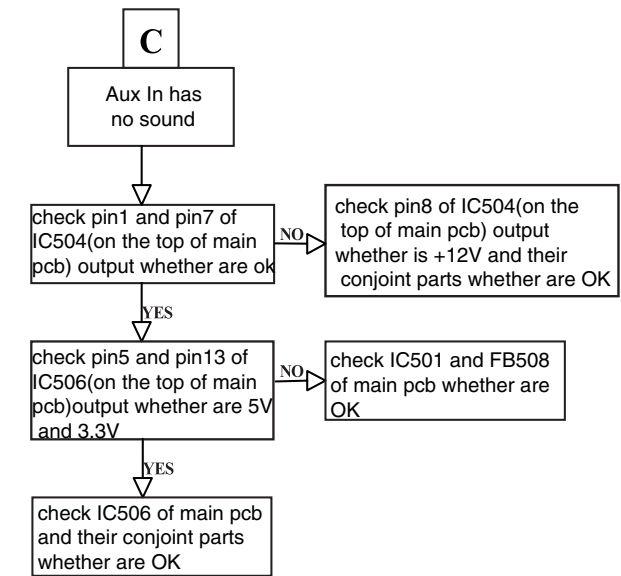 C
Aux In has
no sound
check pin1 and pin7 of
IC504(on the top of main
pcb) output whether are ok
NO
check pin8 of IC504(on the
top of main pcb) output
whether is +12V and their
conjoint parts whether are OK
YES
check pin5 and pin13 of
IC506(on the top of main
pcb)output whether are 5V
and 3.3V
NO
check IC501 and FB508
of main pcb whether are
OK
YES
check IC506 of main pcb
and their conjoint parts
whether are OK